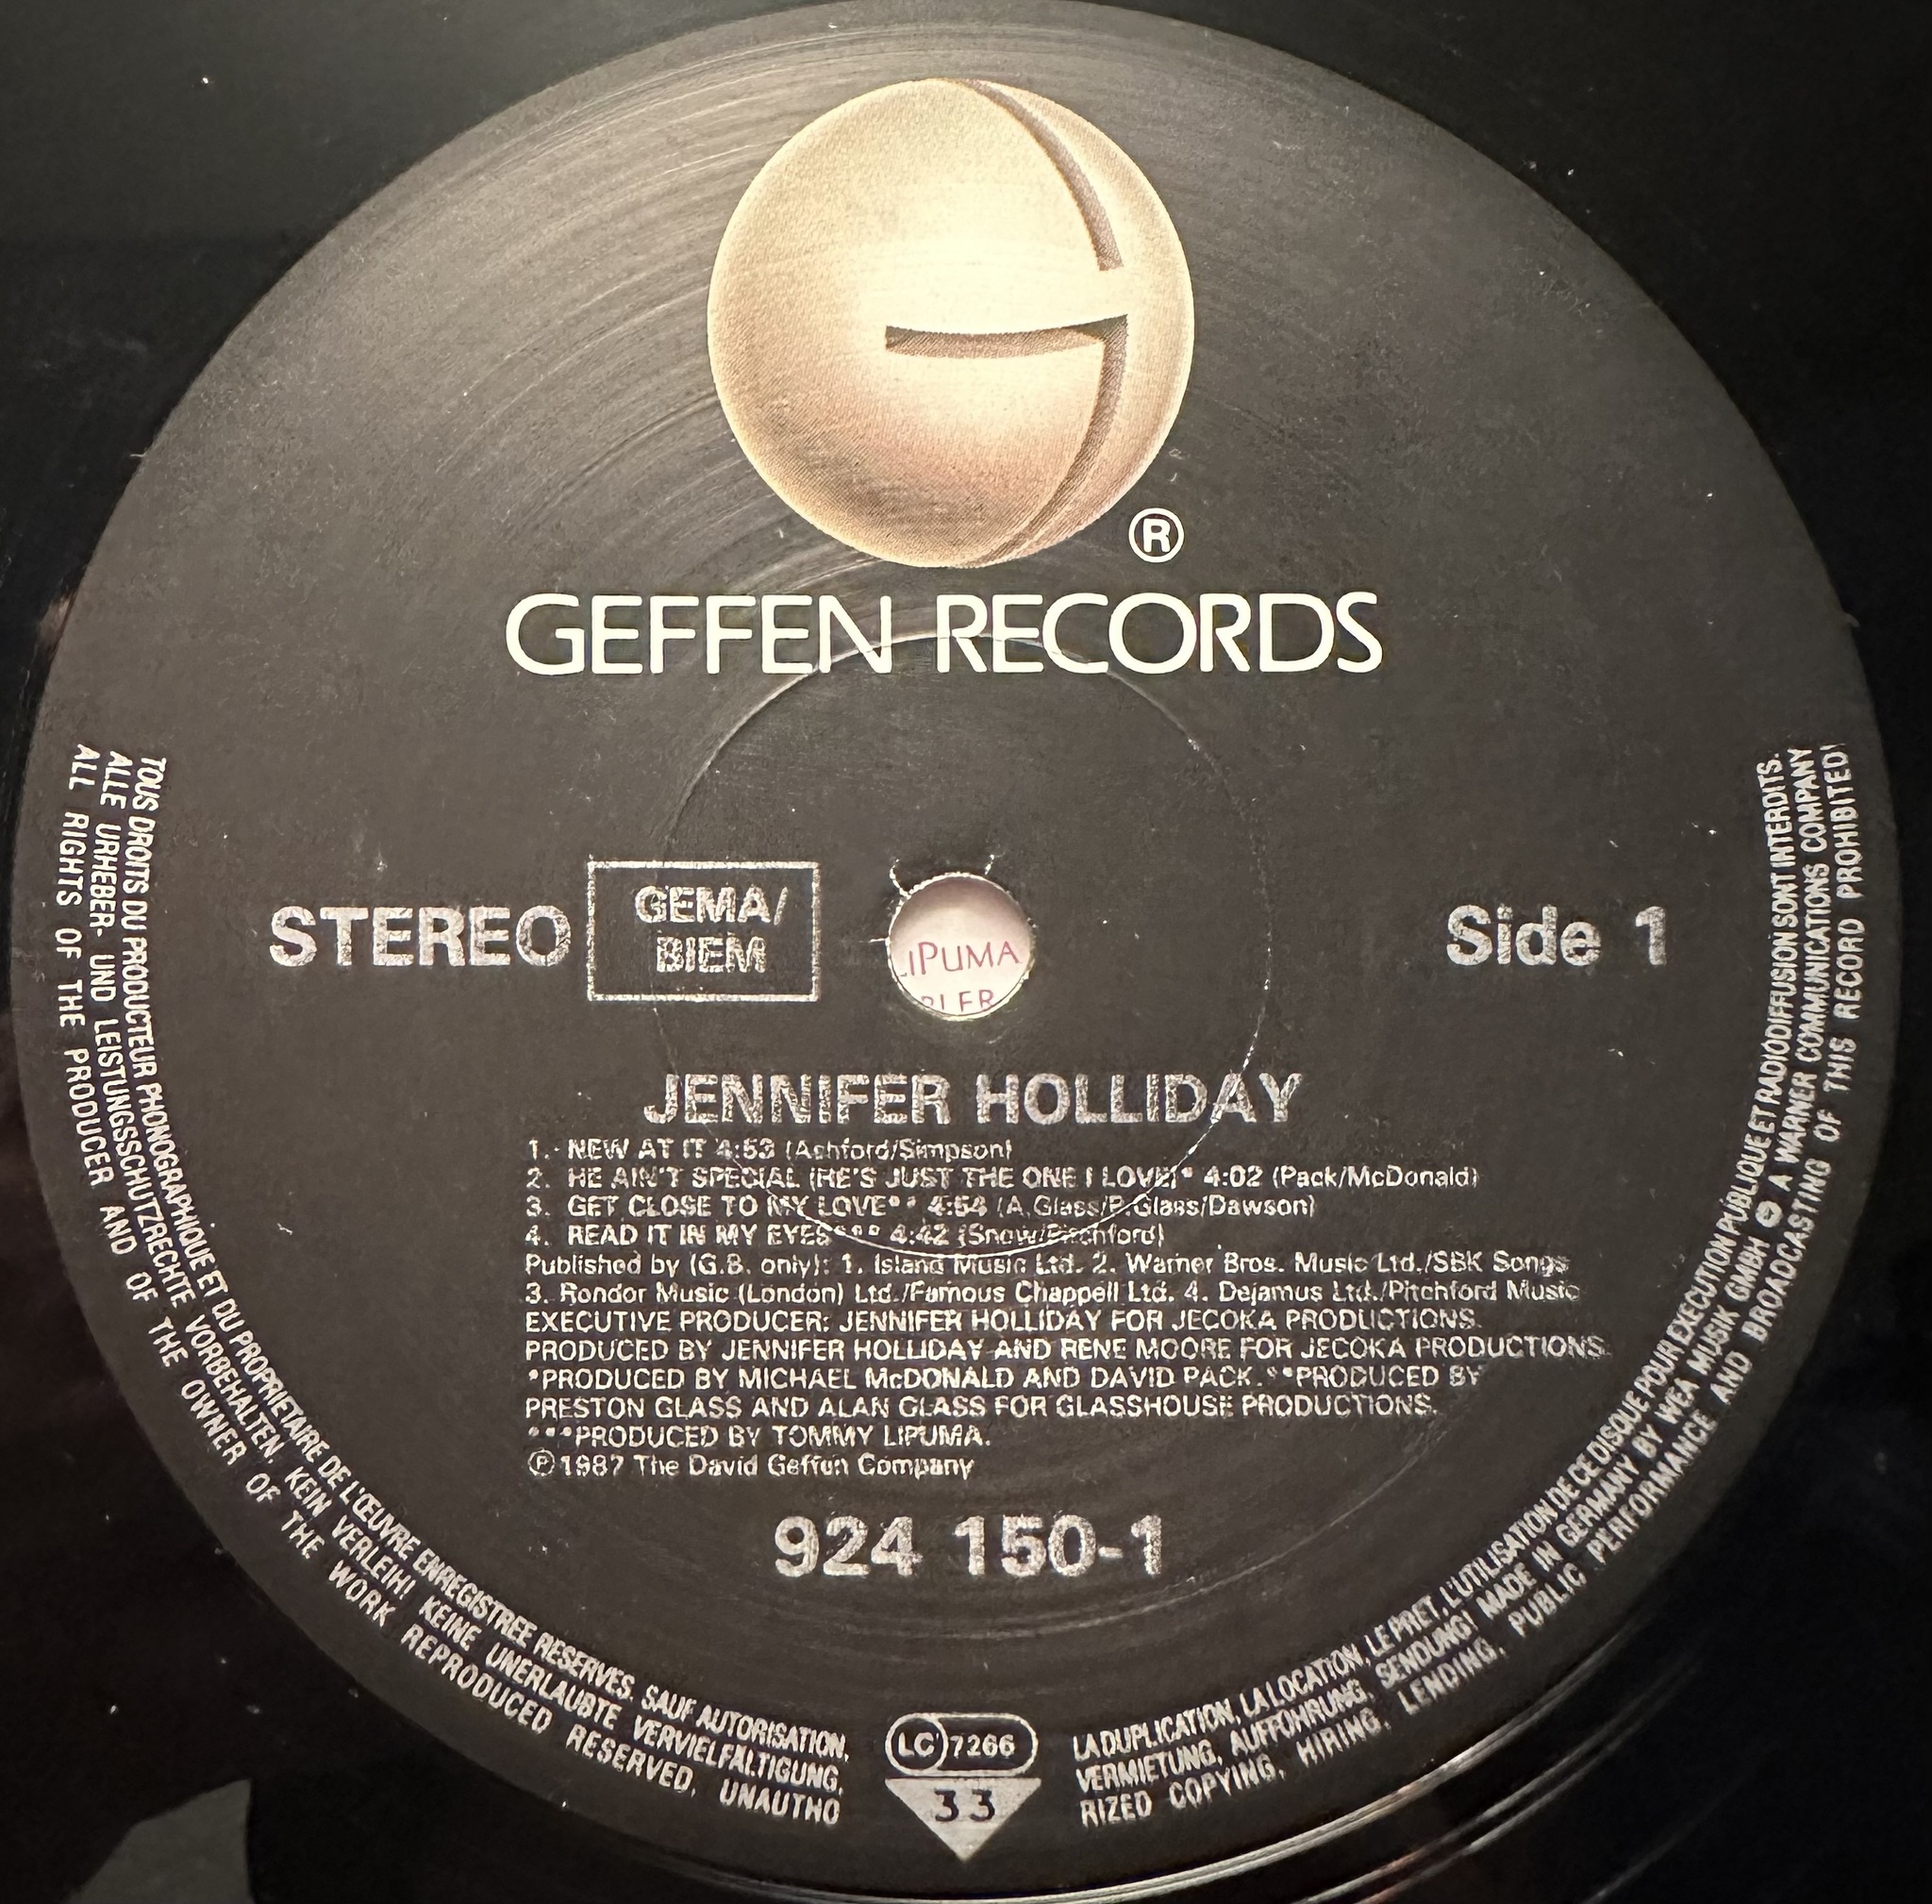 ®
GEFFEN RECORDS
STEREO
GEMA/
BIEM
LIPUMA
Side 1
JENNIFER HOLLIDAY
1. NEW AT IT 4:53 (Ashford/Simpson)
2. HE AIN'T SPECIAL (HE'S JUST THE ONE I LOVE)* 4:02 (Pack/McDonald)
3. GET CLOSE TO MY LOVE** 4:54 (A.Glass/P.Glass/Dawson)
4. READ IT IN MY EYES*** 4:42 (Snow/Pitchford)
Published by (G.B. only): 1. Island Music Ltd. 2. Warner Bros. Music Ltd./SBK Songs
3. Rondor Music (London) Ltd./Famous Chappell Ltd. 4. Dejamus Ltd./Pitchford Music
EXECUTIVE PRODUCER: JENNIFER HOLLIDAY FOR JECOKA PRODUCTIONS.
PRODUCED BY JENNIFER HOLLIDAY AND RENE MOORE FOR JECOKA PRODUCTIONS.
*PRODUCED BY MICHAEL McDONALD AND DAVID PACK. **PRODUCED BY
PRESTON GLASS AND ALAN GLASS FOR GLASSHOUSE PRODUCTIONS.
***PRODUCED BY TOMMY LIPUMA.
℗ 1987 The David Geffen Company
924 150-1
TOUS DROITS DU PRODUCTEUR PHONOGRAPHIQUE ET DU PROPRIETAIRE DE L'ŒUVRE ENREGISTREE RESERVES. SAUF AUTORISATION, LA DUPLICATION, LA LOCATION, LE PRET, L'UTILISATION DE CE DISQUE POUR EXECUTION PUBLIQUE ET RADIODIFFUSION SONT INTERDITS.
ALLE URHEBER- UND LEISTUNGSSCHUTZRECHTE VORBEHALTEN. KEIN VERLEIH! KEINE UNERLAUBTE VERVIELFÄLTIGUNG, VERMIETUNG, AUFFÜHRUNG, SENDUNG! MADE IN GERMANY BY WEA MUSIK GMBH A WARNER COMMUNICATIONS COMPANY
ALL RIGHTS OF THE PRODUCER AND OF THE OWNER OF THE WORK REPRODUCED RESERVED. UNAUTHORIZED COPYING, HIRING, LENDING, PUBLIC PERFORMANCE AND BROADCASTING OF THIS RECORD PROHIBITED!
LC 7266
33